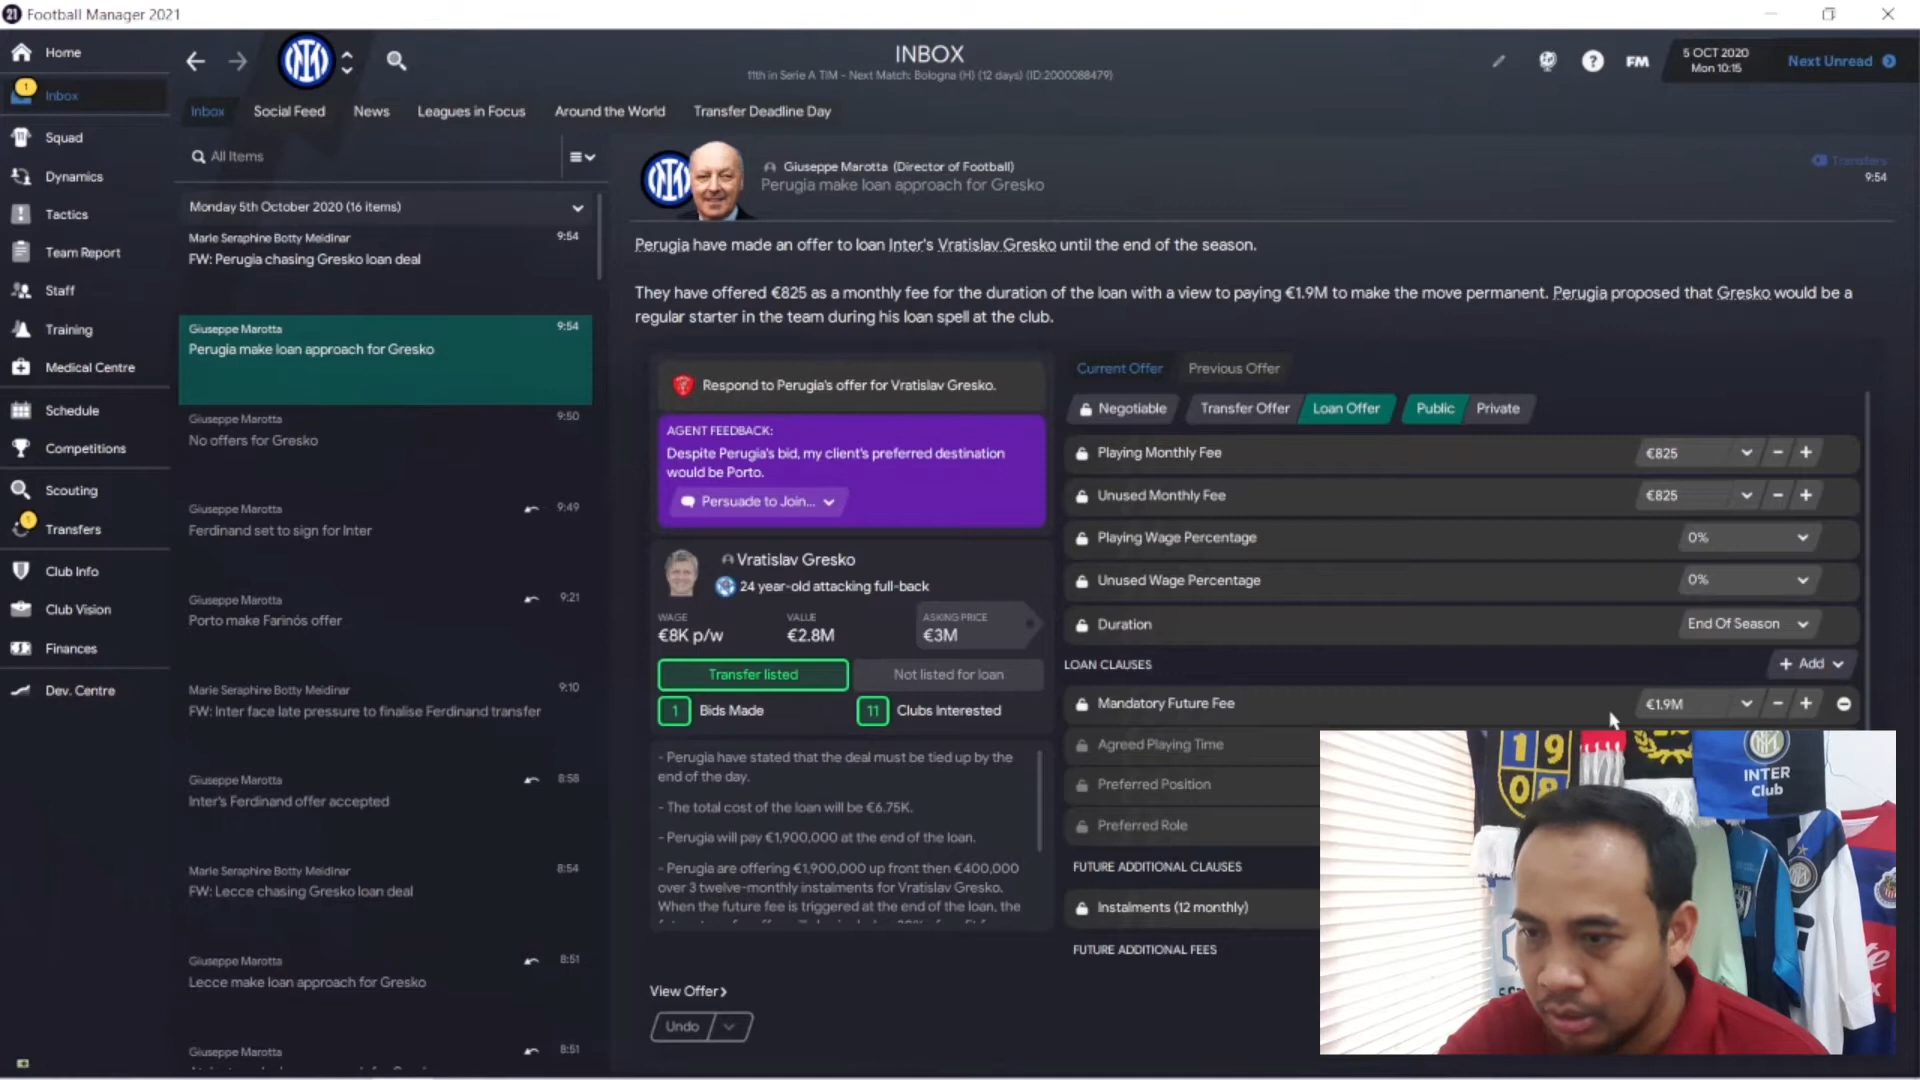 Football Manager 2021
Home
Inbox
Squad
Dynamics
Tactics
Team Report
Staff
Training
Medical Centre
Schedule
Competitions
Scouting
Transfers
Club Info
Club Vision
Finances
Dev. Centre
INBOX
11th in Serie A TIM - Next Match: Bologna (H) (12 days) (ID:2000088479)
FM
5 OCT 2020
Mon 10:15
Next Unread
Inbox
Social Feed
News
Leagues in Focus
Around the World
Transfer Deadline Day
All Items
Monday 5th October 2020 (16 items)
Marie Seraphine Botty Meidinar 9:54
FW: Perugia chasing Gresko loan deal
Giuseppe Marotta 9:54
Perugia make loan approach for Gresko
Giuseppe Marotta 9:50
No offers for Gresko
Giuseppe Marotta 9:49
Ferdinand set to sign for Inter
Giuseppe Marotta 9:21
Porto make Farinós offer
Marie Seraphine Botty Meidinar 9:10
FW: Inter face late pressure to finalise Ferdinand transfer
Giuseppe Marotta 8:58
Inter's Ferdinand offer accepted
Marie Seraphine Botty Meidinar 8:54
FW: Lecce chasing Gresko loan deal
Giuseppe Marotta 8:51
Lecce make loan approach for Gresko
Giuseppe Marotta 8:51
Giuseppe Marotta (Director of Football)
Perugia make loan approach for Gresko
Transfers
9:54
Perugia have made an offer to loan Inter's Vratislav Gresko until the end of the season.
They have offered €825 as a monthly fee for the duration of the loan with a view to paying €1.9M to make the move permanent. Perugia proposed that Gresko would be a
regular starter in the team during his loan spell at the club.
Respond to Perugia's offer for Vratislav Gresko.
AGENT FEEDBACK:
Despite Perugia's bid, my client's preferred destination
would be Porto.
Persuade to Join...
Vratislav Gresko
24 year-old attacking full-back
WAGE
€8K p/w
VALUE
€2.8M
ASKING PRICE
€3M
Transfer listed
Not listed for loan
1 Bids Made
11 Clubs Interested
- Perugia have stated that the deal must be tied up by the
end of the day.
- The total cost of the loan will be €6.75K.
- Perugia will pay €1,900,000 at the end of the loan.
- Perugia are offering €1,900,000 up front then €400,000
over 3 twelve-monthly instalments for Vratislav Gresko.
When the future fee is triggered at the end of the loan, the
View Offer>
Undo
Current Offer
Previous Offer
Negotiable
Transfer Offer
Loan Offer
Public
Private
Playing Monthly Fee €825
Unused Monthly Fee €825
Playing Wage Percentage 0%
Unused Wage Percentage 0%
Duration End Of Season
LOAN CLAUSES
+ Add
Mandatory Future Fee €1.9M
Agreed Playing Time
Preferred Position
Preferred Role
FUTURE ADDITIONAL CLAUSES
Instalments (12 monthly)
FUTURE ADDITIONAL FEES
19
08
INTER
Club